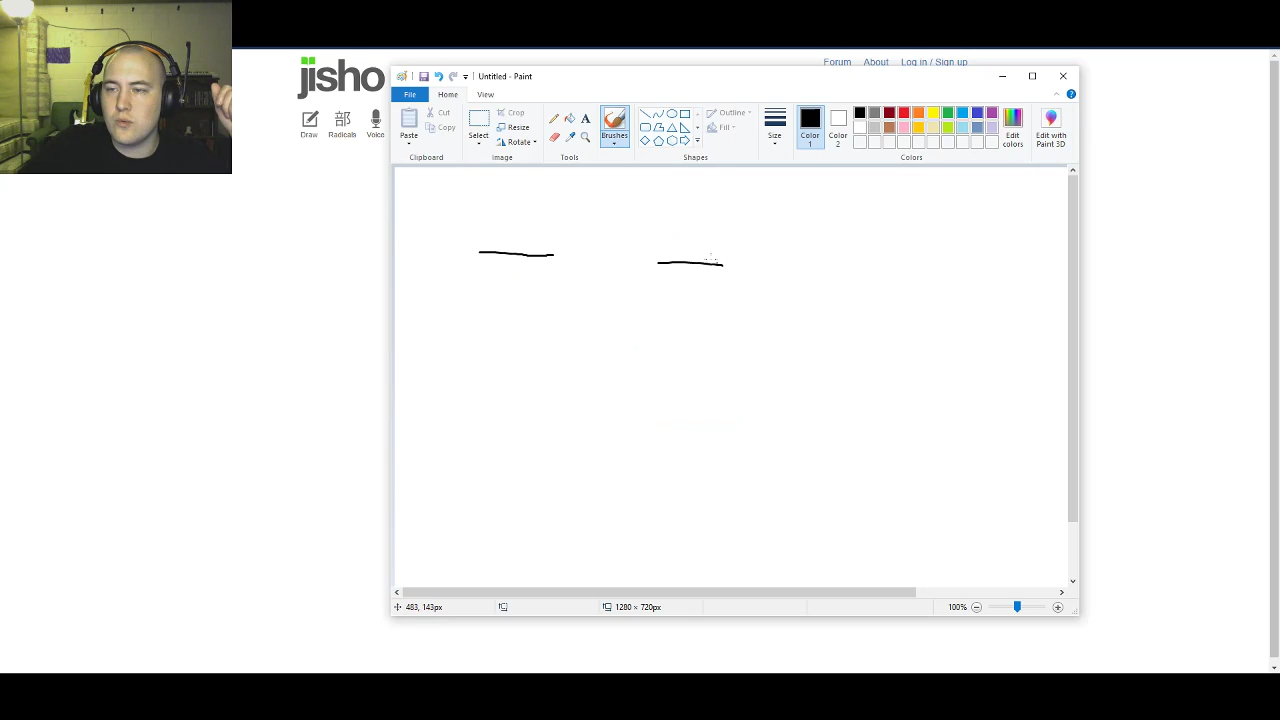 jisho
Forum About Log in / Sign up
Draw Radicals Voice
Untitled - Paint
File Home View
Paste Cut Copy
Clipboard
Select Crop Resize Rotate
Image
Tools
Brushes
Outline Fill
Shapes
Size
Color 1
Color 2
Edit colors
Edit with Paint 3D
Colors
483, 143px
1280 × 720px
100%